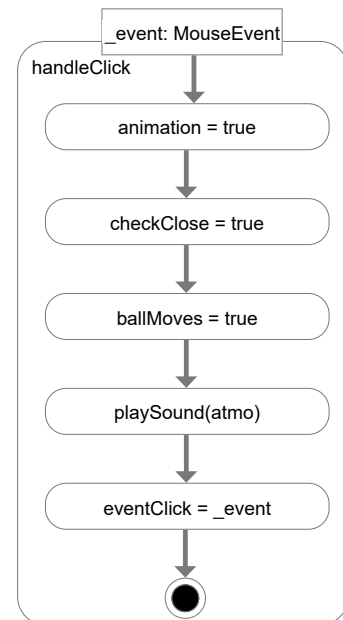 _event: MouseEvent
handleClick
animation = true
checkClose = true
ballMoves = true
playSound(atmo)
eventClick = _event